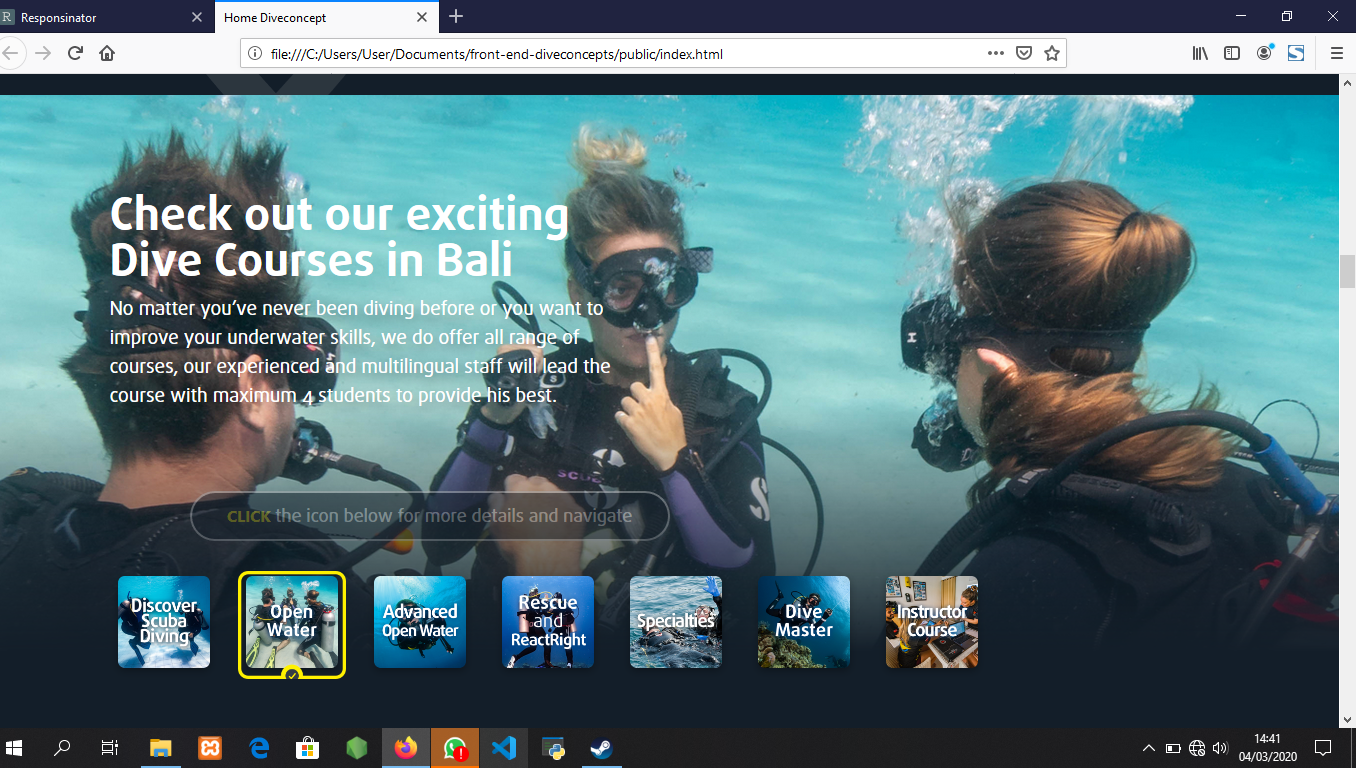 Responsinator
Home Diveconcept
file:///C:/Users/User/Documents/front-end-diveconcepts/public/index.html
Check out our exciting
Dive Courses in Bali
No matter you’ve never been diving before or you want to
improve your underwater skills, we do offer all range of
courses, our experienced and multilingual staff will lead the
course with maximum 4 students to provide his best.
CLICK the icon below for more details and navigate
Discover
Scuba
Diving
Open
Water
Advanced
Open Water
Rescue
and
ReactRight
Specialties
Dive
Master
Instructor
Course
14:41
04/03/2020